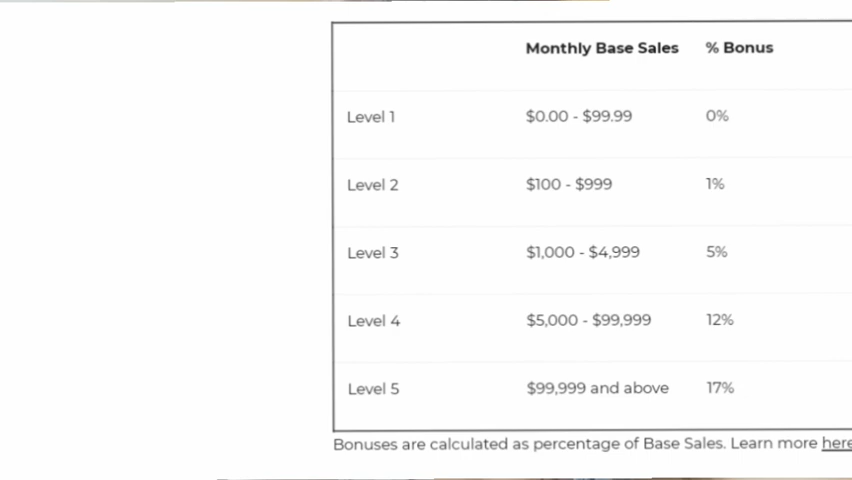 Monthly Base Sales % Bonus
Level 1 $0.00 - $99.99 0%
Level 2 $100 - $999 1%
Level 3 $1,000 - $4,999 5%
Level 4 $5,000 - $99,999 12%
Level 5 $99,999 and above 17%
Bonuses are calculated as percentage of Base Sales. Learn more here